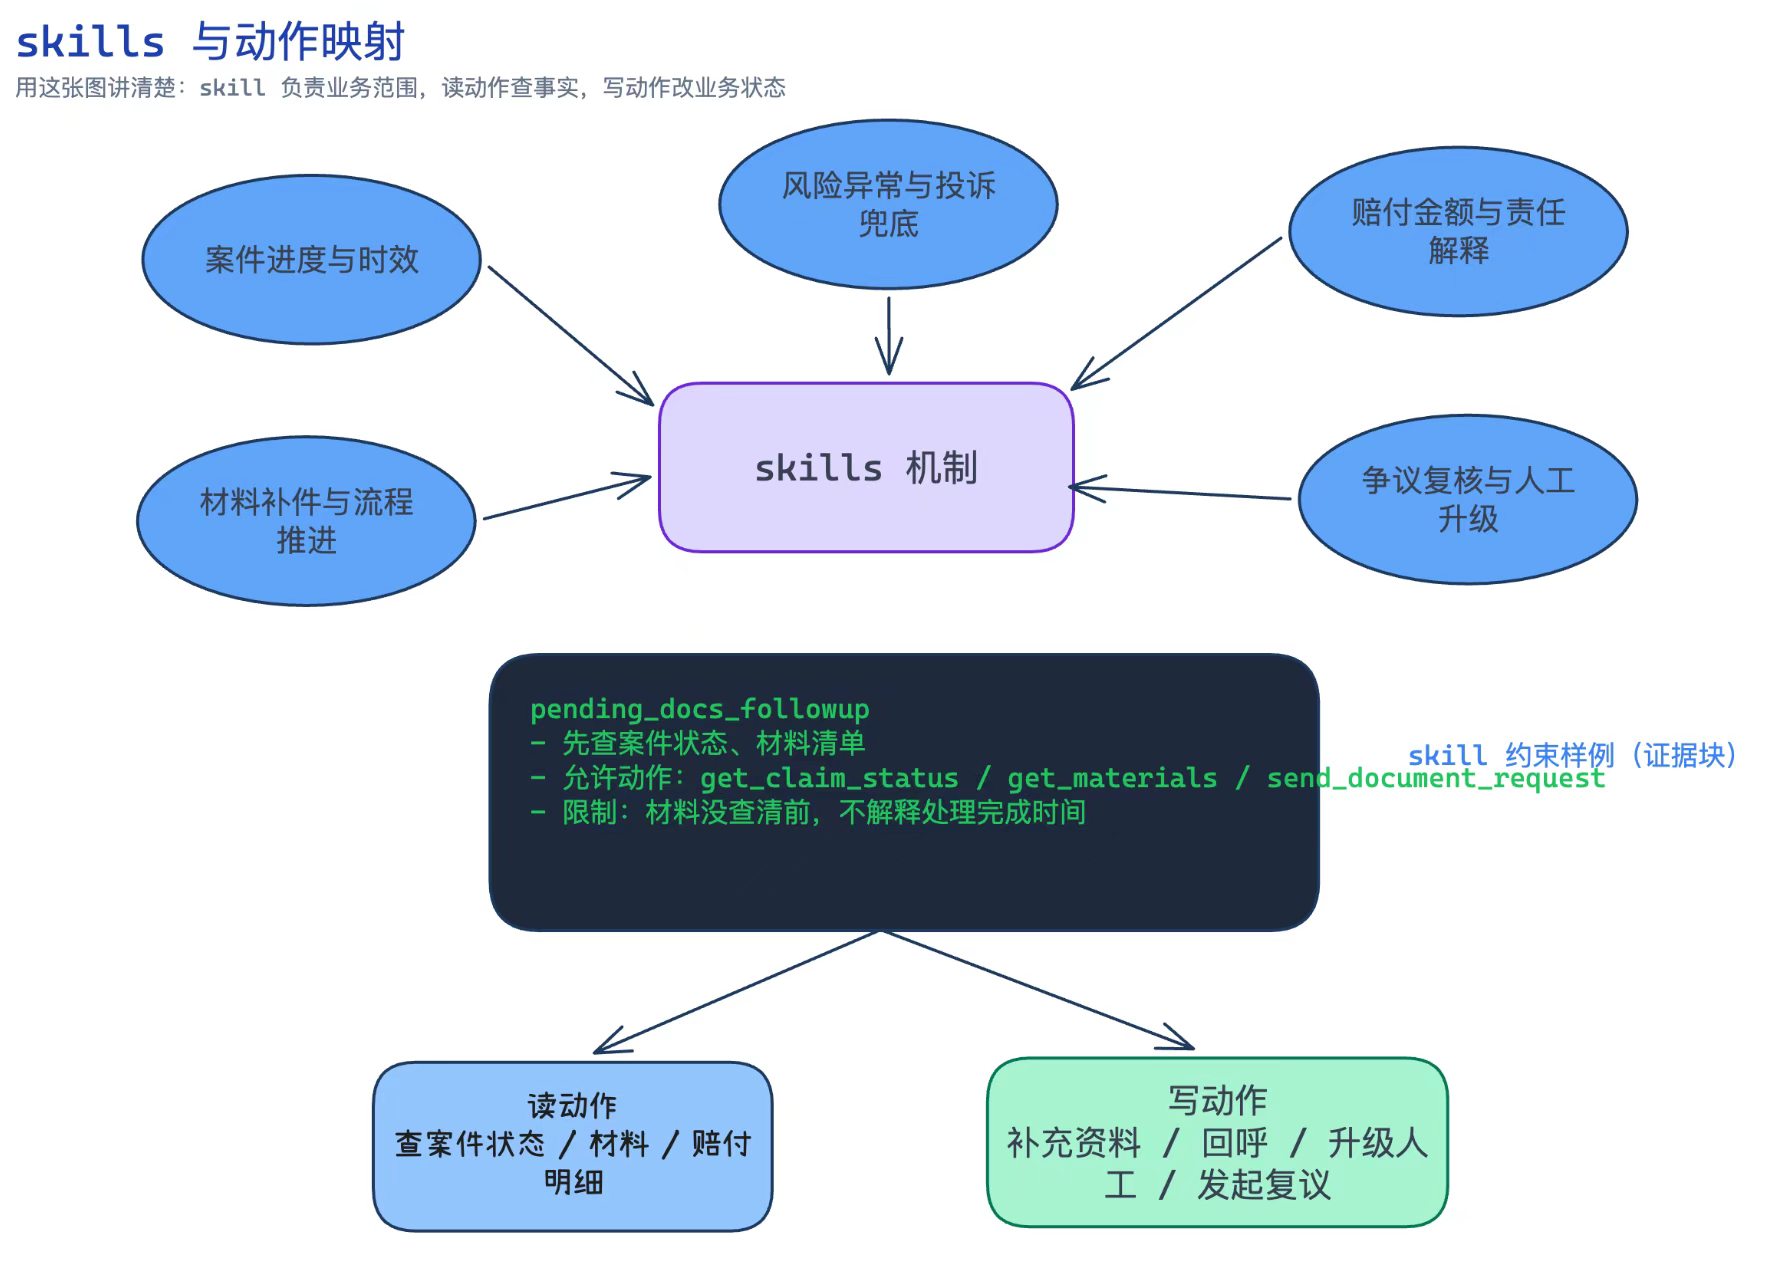 skills 与动作映射
用这张图讲清楚：skill 负责业务范围，读动作查事实，写动作改业务状态
风险异常与投诉
兜底
赔付金额与责任
解释
案件进度与时效
skills 机制
材料补件与流程
推进
争议复核与人工
升级
pending_docs_followup
- 先查案件状态、材料清单
- 允许动作：get_claim_status / get_materials / send_document_request
- 限制：材料没查清前，不解释处理完成时间
skill 约束样例（证据块）
读动作
查案件状态 / 材料 / 赔付
明细
写动作
补充资料 / 回呼 / 升级人
工 / 发起复议